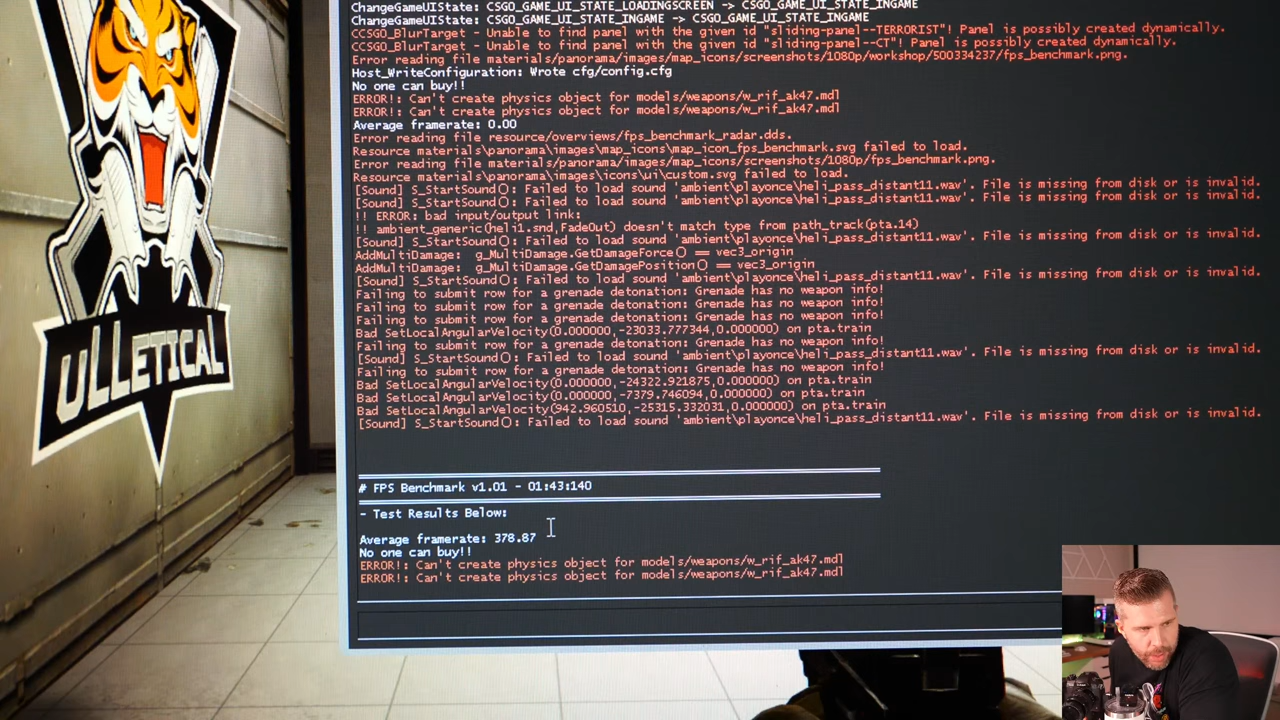 ChangeGameUIState: CSGO_GAME_UI_STATE_LOADINGSCREEN -> CSGO_GAME_UI_STATE_INGAME
ChangeGameUIState: CSGO_GAME_UI_STATE_INGAME -> CSGO_GAME_UI_STATE_INGAME
CCSGO_BlurTarget - Unable to find panel with the given id "sliding-panel--TERRORIST"! Panel is possibly created dynamically.
CCSGO_BlurTarget - Unable to find panel with the given id "sliding-panel--CT"! Panel is possibly created dynamically.
Error reading file materials/panorama/images/map_icons/screenshots/1080p/workshop/500334237/fps_benchmark.png.
Host_WriteConfiguration: Wrote cfg/config.cfg
No one can buy!!
ERROR!: Can't create physics object for models/weapons/w_rif_ak47.mdl
ERROR!: Can't create physics object for models/weapons/w_rif_ak47.mdl
Average framerate: 0.00
Error reading file resource/overviews/fps_benchmark_radar.dds.
Resource materials\panorama\images\map_icons\map_icon_fps_benchmark.svg failed to load.
Error reading file materials/panorama/images/map_icons/screenshots/1080p/fps_benchmark.png.
Resource materials\panorama\images\icons\ui\custom.svg failed to load.
[Sound] S_StartSound(): Failed to load sound 'ambient\playonce\heli_pass_distant11.wav'. File is missing from disk or is invalid.
[Sound] S_StartSound(): Failed to load sound 'ambient\playonce\heli_pass_distant11.wav'. File is missing from disk or is invalid.
!! ERROR: bad input/output link:
!! ambient_generic(heli1.snd,FadeOut) doesn't match type from path_track(pta.14)
[Sound] S_StartSound(): Failed to load sound 'ambient\playonce\heli_pass_distant11.wav'. File is missing from disk or is invalid.
AddMultiDamage: g_MultiDamage.GetDamageForce() == vec3_origin
AddMultiDamage: g_MultiDamage.GetDamagePosition() == vec3_origin
[Sound] S_StartSound(): Failed to load sound 'ambient\playonce\heli_pass_distant11.wav'. File is missing from disk or is invalid.
Failing to submit row for a grenade detonation: Grenade has no weapon info!
Failing to submit row for a grenade detonation: Grenade has no weapon info!
Failing to submit row for a grenade detonation: Grenade has no weapon info!
Bad SetLocalAngularVelocity(0.000000,-23033.777344,0.000000) on pta.train
Failing to submit row for a grenade detonation: Grenade has no weapon info!
[Sound] S_StartSound(): Failed to load sound 'ambient\playonce\heli_pass_distant11.wav'. File is missing from disk or is invalid.
Failing to submit row for a grenade detonation: Grenade has no weapon info!
Bad SetLocalAngularVelocity(0.000000,-24322.921875,0.000000) on pta.train
Bad SetLocalAngularVelocity(0.000000,-7379.746094,0.000000) on pta.train
Bad SetLocalAngularVelocity(942.960510,-25315.332031,0.000000) on pta.train
[Sound] S_StartSound(): Failed to load sound 'ambient\playonce\heli_pass_distant11.wav'. File is missing from disk or is invalid.
# FPS Benchmark v1.01 - 01:43:140
- Test Results Below:
Average framerate: 378.87
No one can buy!!
ERROR!: Can't create physics object for models/weapons/w_rif_ak47.mdl
ERROR!: Can't create physics object for models/weapons/w_rif_ak47.mdl
uLLETICAL